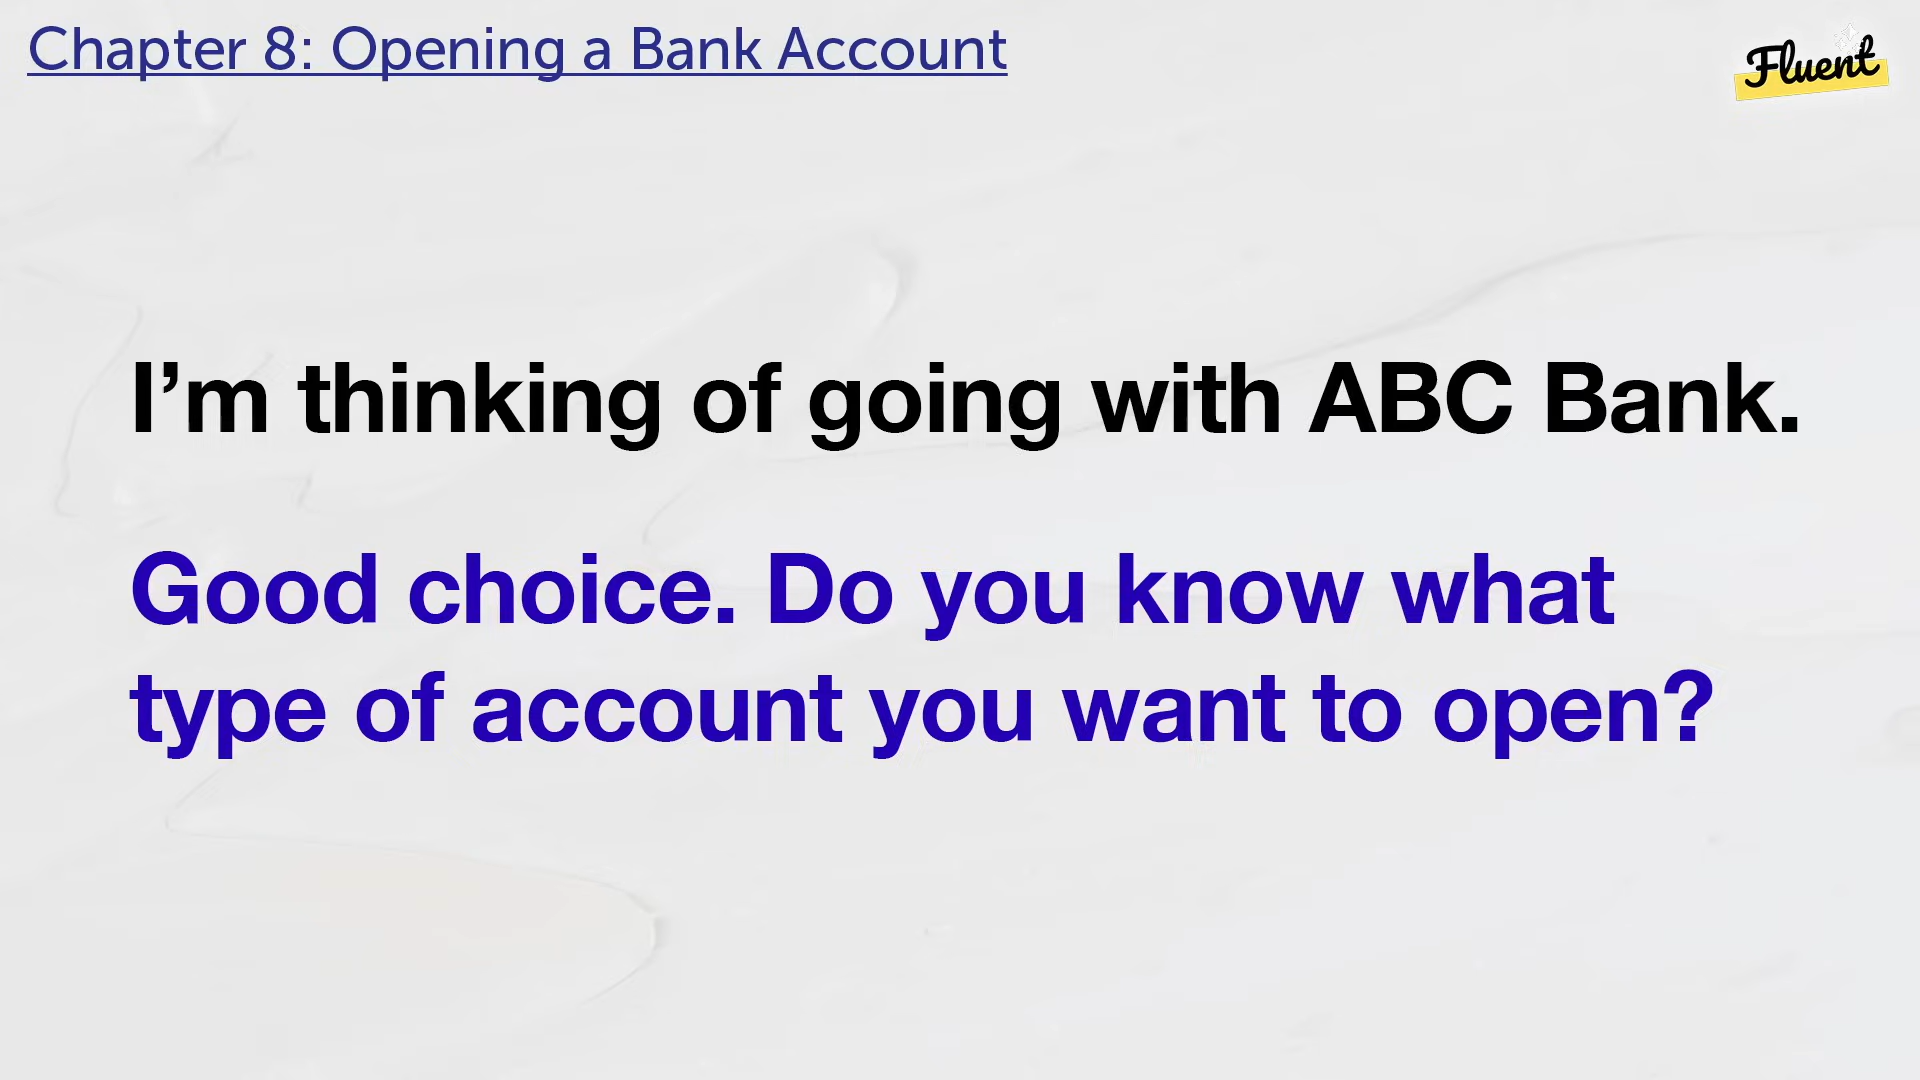 Chapter 8: Opening a Bank Account
Fluent
I’m thinking of going with ABC Bank.
Good choice. Do you know what
type of account you want to open?